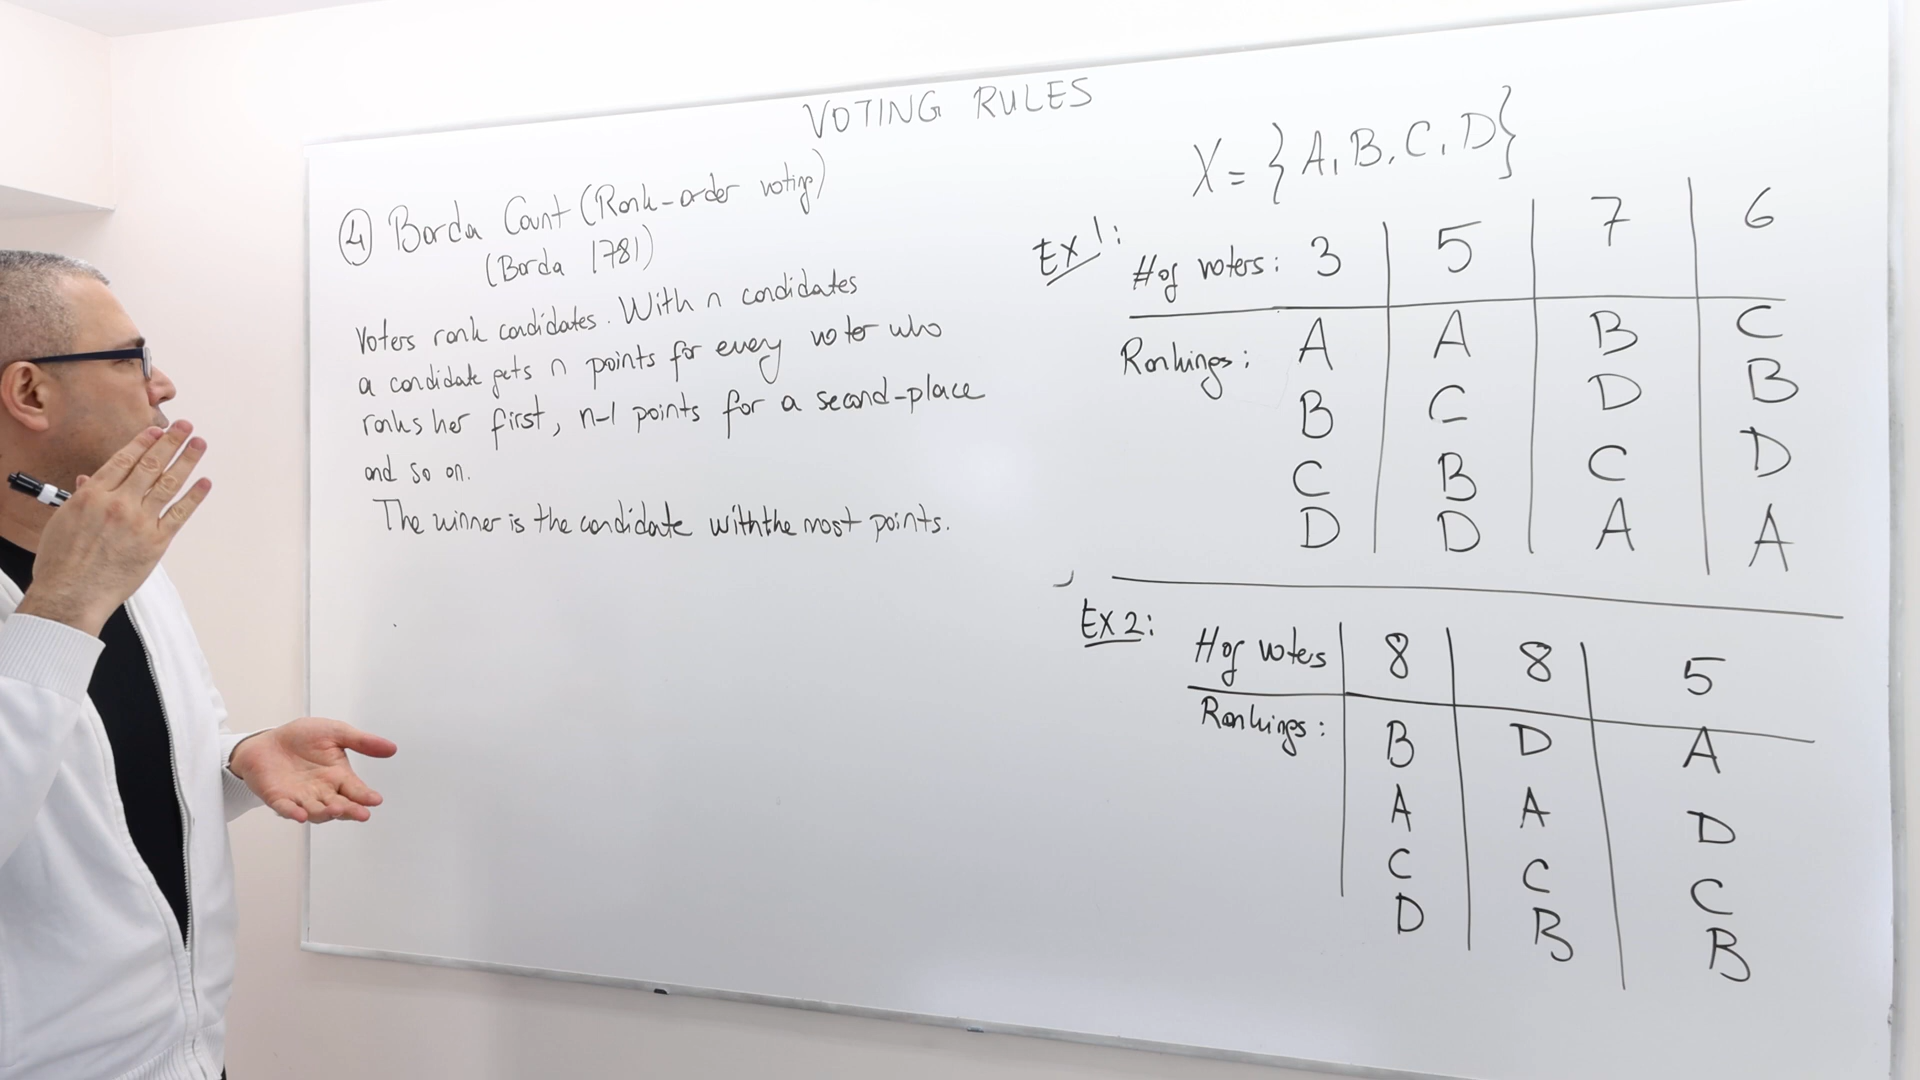 VOTING RULES
④ Borda Count (Rank-order voting)
(Borda 1781)
Voters rank candidates. With n candidates
a candidate gets n points for every voter who
ranks her first, n-1 points for a second-place
and so on.
The winner is the candidate with the most points.
X = {A, B, C, D}
Ex 1:
# of voters: 3 5 7 6
Rankings: A A B C
B C D B
C B C D
D D A A
Ex 2:
# of voters 8 8 5
Rankings: B D A
A A D
C C C
D B B